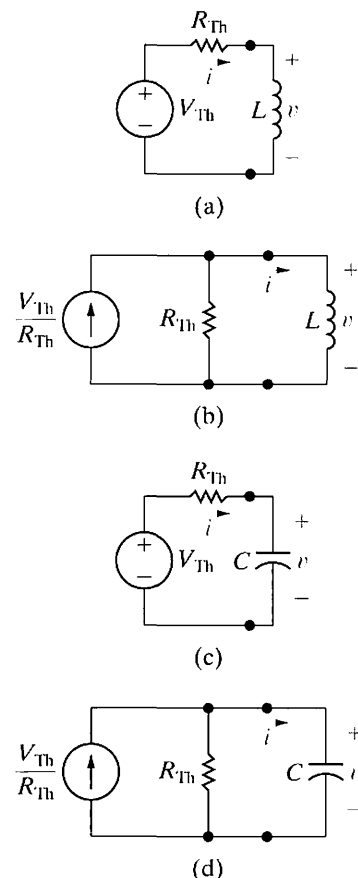 R_Th
i
+
−
V_Th
L
v
+
−
(a)
V_Th
R_Th
R_Th
i
L
v
+
−
(b)
R_Th
i
+
−
V_Th
C
v
+
−
(c)
V_Th
R_Th
R_Th
i
C
+
−
(d)